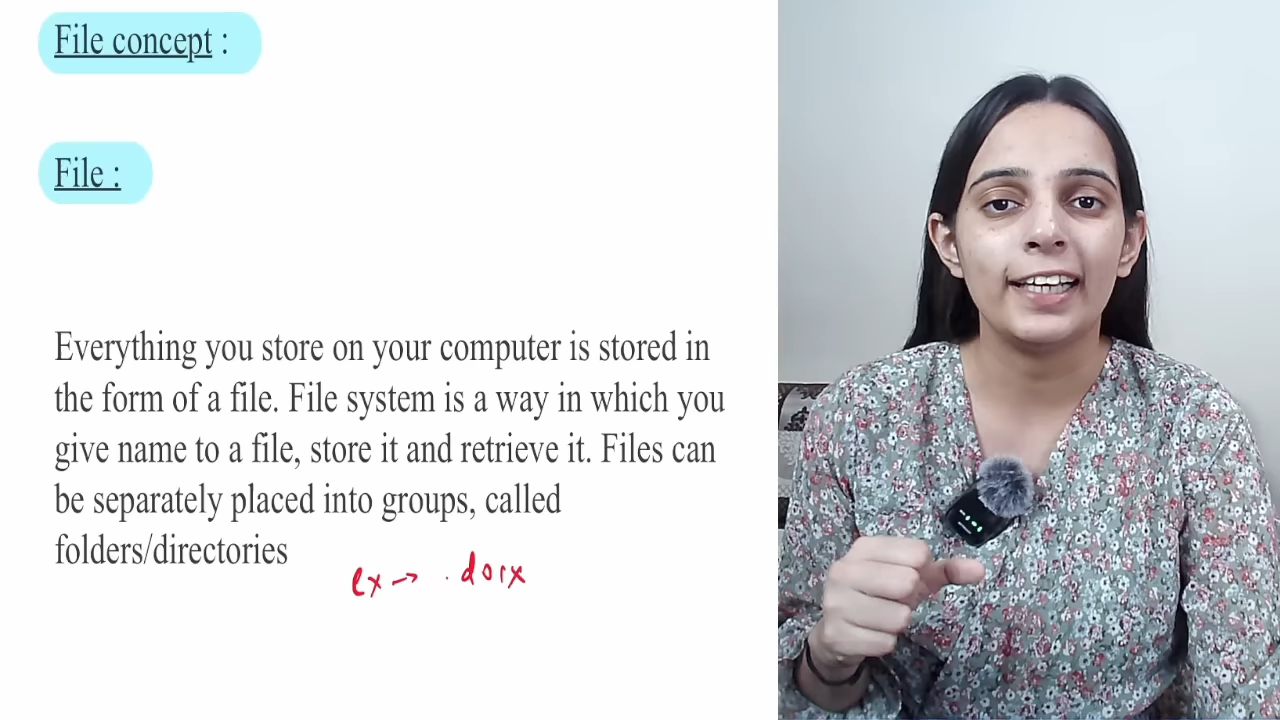 File concept :
File :
Everything you store on your computer is stored in
the form of a file. File system is a way in which you
give name to a file, store it and retrieve it. Files can
be separately placed into groups, called
folders/directories
ex → .docx